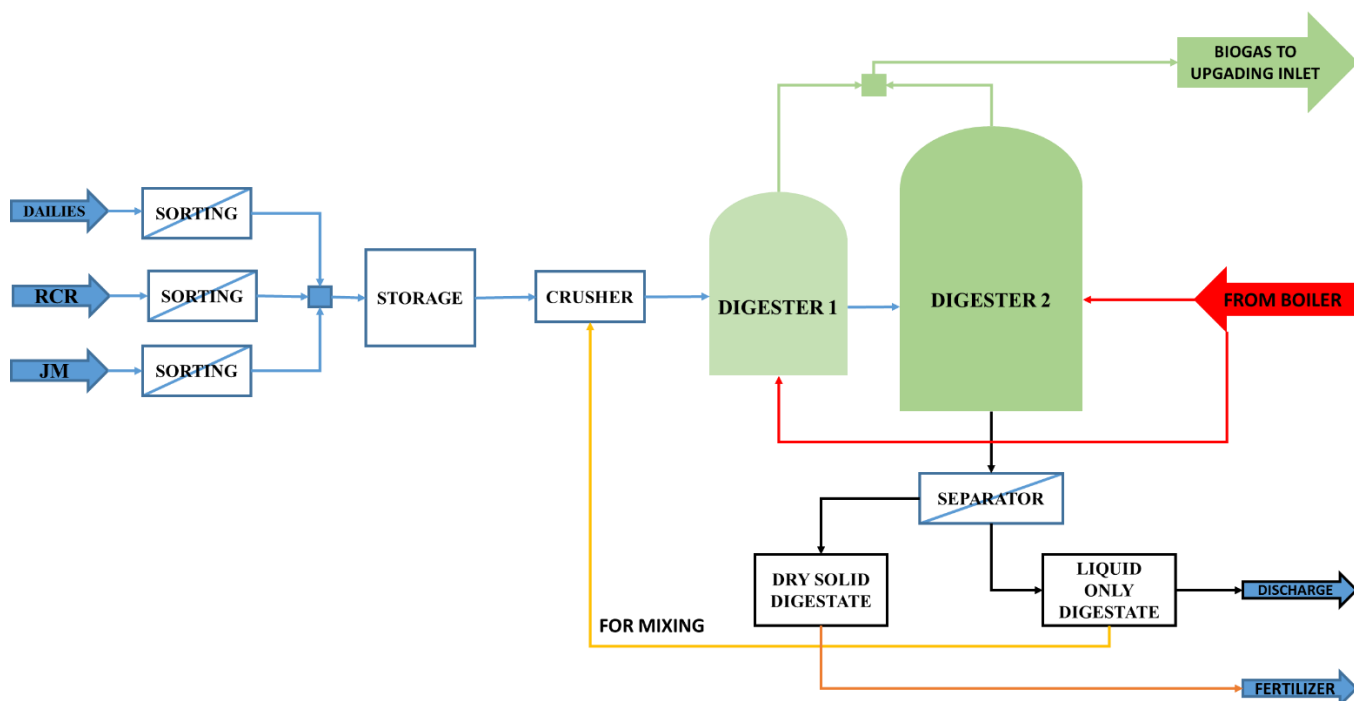 BIOGAS TO
UPGADING INLET
DAILIES
SORTING
RCR
SORTING
JM
SORTING
STORAGE
CRUSHER
DIGESTER 1
DIGESTER 2
FROM BOILER
SEPARATOR
DRY SOLID
DIGESTATE
LIQUID
ONLY
DIGESTATE
DISCHARGE
FOR MIXING
FERTILIZER